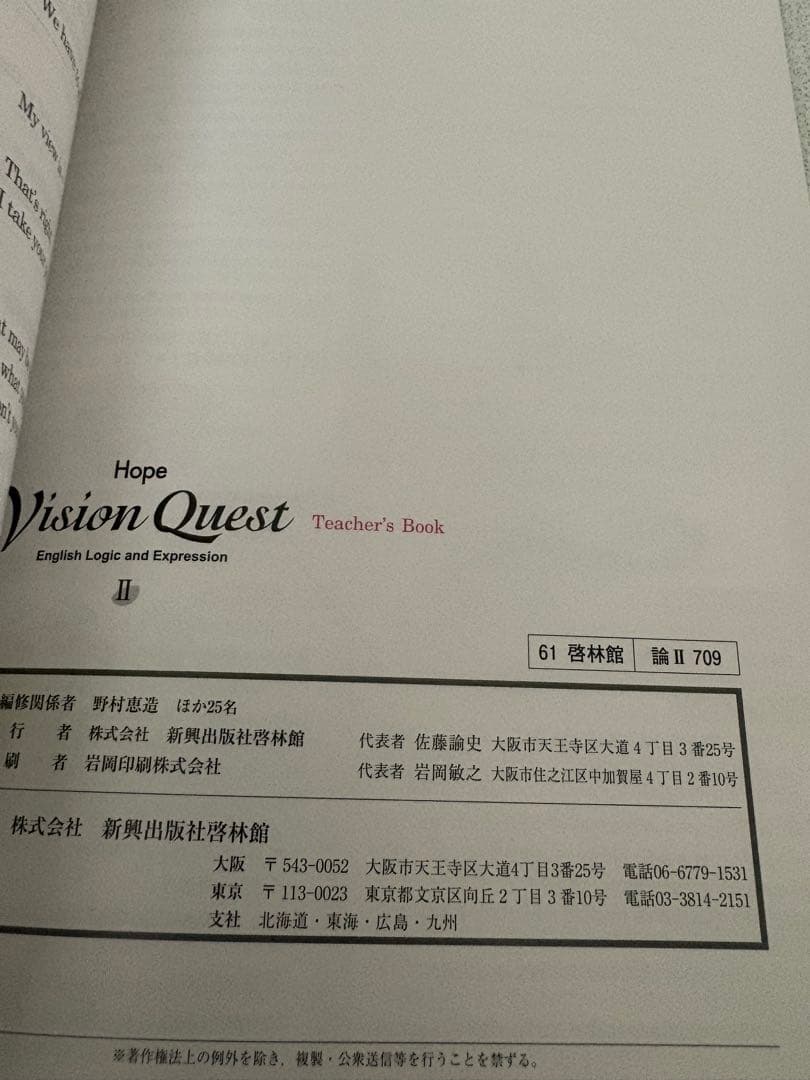 We have
My view
That's right
I take your
may
what
Hope
Vision Quest Teacher's Book
English Logic and Expression
II
61 啓林館 論II 709
編修関係者 野村恵造 ほか25名
行 者 株式会社 新興出版社啓林館 代表者 佐藤諭史 大阪市天王寺区大道4丁目3番25号
刷 者 岩岡印刷株式会社 代表者 岩岡敏之 大阪市住之江区中加賀屋4丁目2番10号
株式会社 新興出版社啓林館
大阪 〒543-0052 大阪市天王寺区大道4丁目3番25号 電話06-6779-1531
東京 〒113-0023 東京都文京区向丘2丁目3番10号 電話03-3814-2151
支社 北海道・東海・広島・九州
※著作権法上の例外を除き,複製・公衆送信等を行うことを禁ずる。